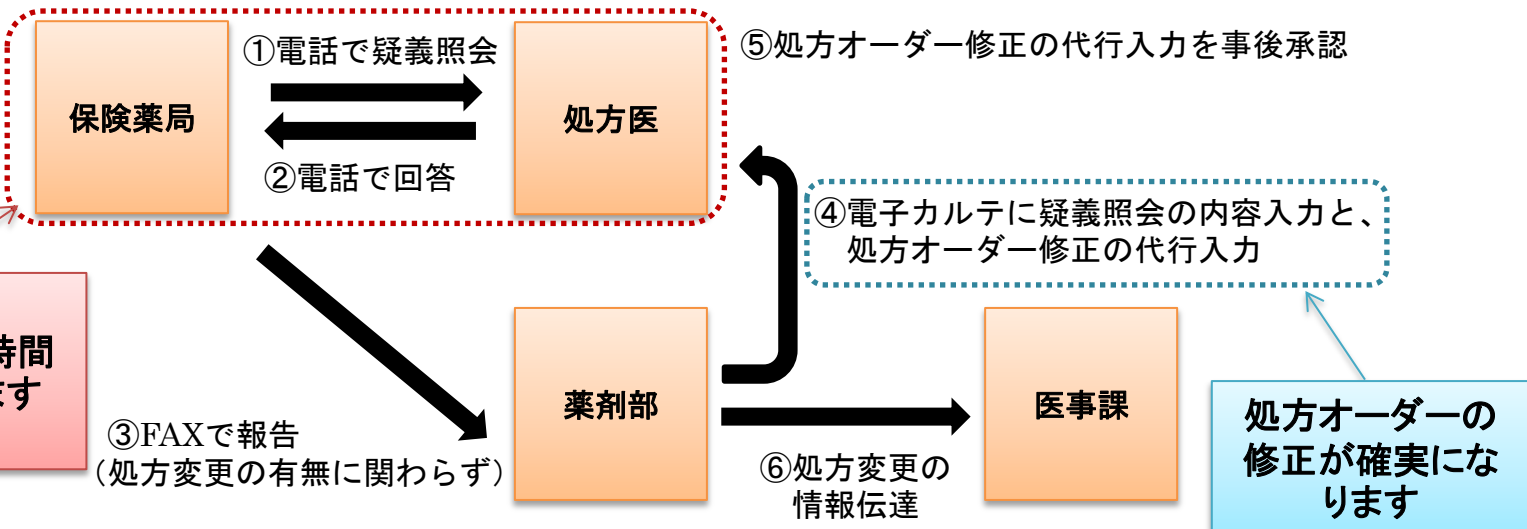 ①電話で疑義照会
⑤処方オーダー修正の代行入力を事後承認
保険薬局
処方医
②電話で回答
④電子カルテに疑義照会の内容入力と、
処方オーダー修正の代行入力
時間
ます
薬剤部
医事課
③FAXで報告
(処方変更の有無に関わらず)
⑥処方変更の
情報伝達
処方オーダーの
修正が確実にな
ります